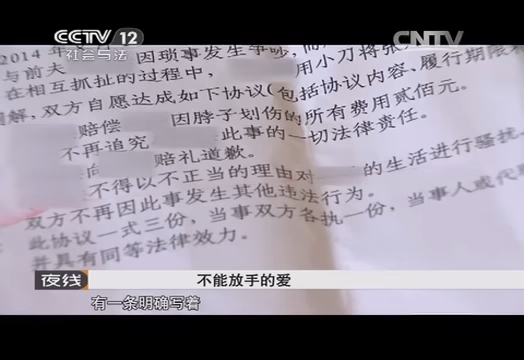 CCTV 12
社会与法
CNTV
2014年
与前夫 因琐事发生争吵,而
在相互抓扯的过程中, 用小刀将张
解,双方自愿达成如下协议(包括协议内容、履行期限
赔偿 因脖子划伤的所有费用贰佰元。
不再追究 此事的一切法律责任。
向 赔礼道歉。
不得以不正当的理由对 的生活进行骚扰
双方不再因此事发生其他违法行为。
此协议一式三份,当事双方各执一份,当事人或代
并具有同等法律效力。
夜线
不能放手的爱
有一条明确写着